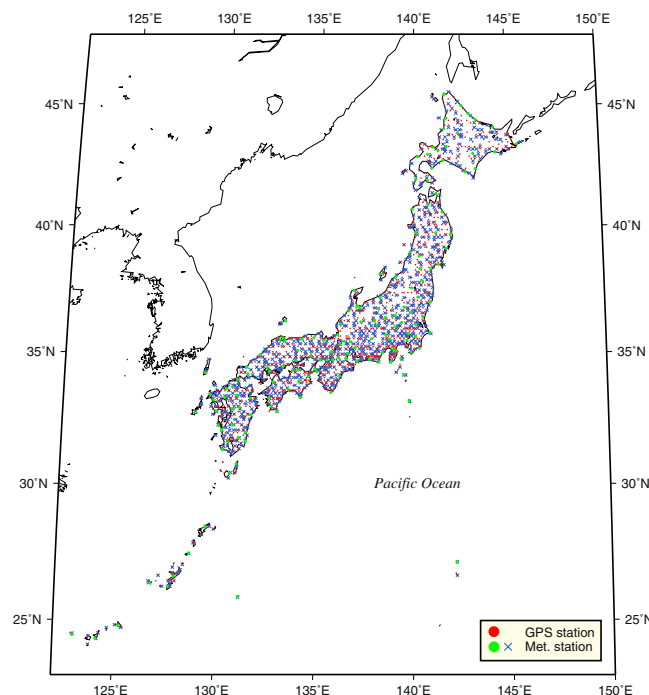 125°E 130°E 135°E 140°E 145°E 150°E
45°N 45°N
40°N 40°N
35°N 35°N
30°N 30°N
Pacific Ocean
25°N 25°N
GPS station
Met. station
125°E 130°E 135°E 140°E 145°E